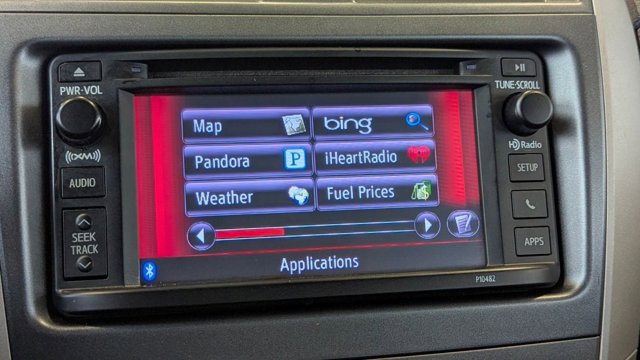 PWR·VOL
TUNE·SCROLL
((XM))
HD Radio
AUDIO
SETUP
SEEK
TRACK
APPS
Map
bing
Pandora
P
iHeartRadio
Weather
Fuel Prices
Applications
P10482